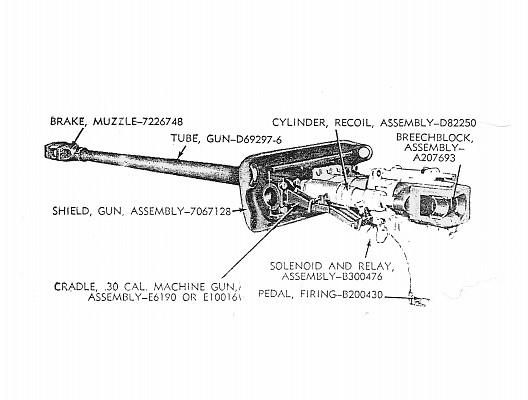 BRAKE, MUZZLE–7226748
CYLINDER, RECOIL, ASSEMBLY–D82250
TUBE, GUN–D69297-6
BREECHBLOCK,
ASSEMBLY–
A207693
SHIELD, GUN, ASSEMBLY–7067128
SOLENOID AND RELAY,
ASSEMBLY–B300476
CRADLE, .30 CAL. MACHINE GUN,
ASSEMBLY–E6190 OR
PEDAL, FIRING–B200430